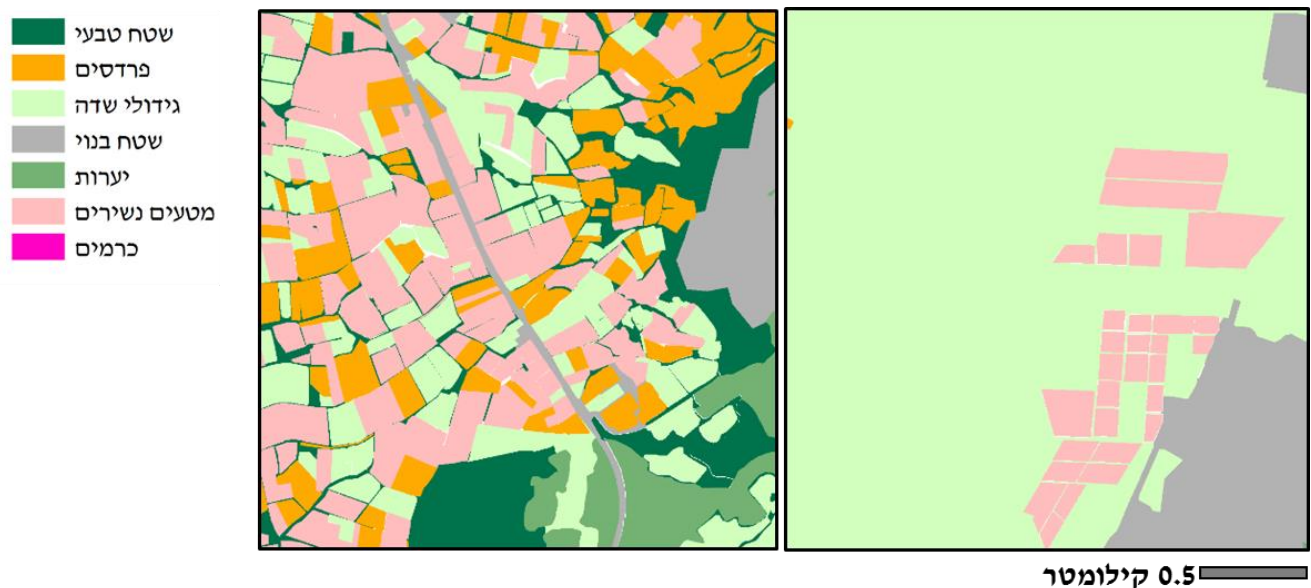 שטח טבעי
פרדסים
גידולי שדה
שטח בנוי
יערות
מטעים נשירים
כרמים
0.5 קילומטר